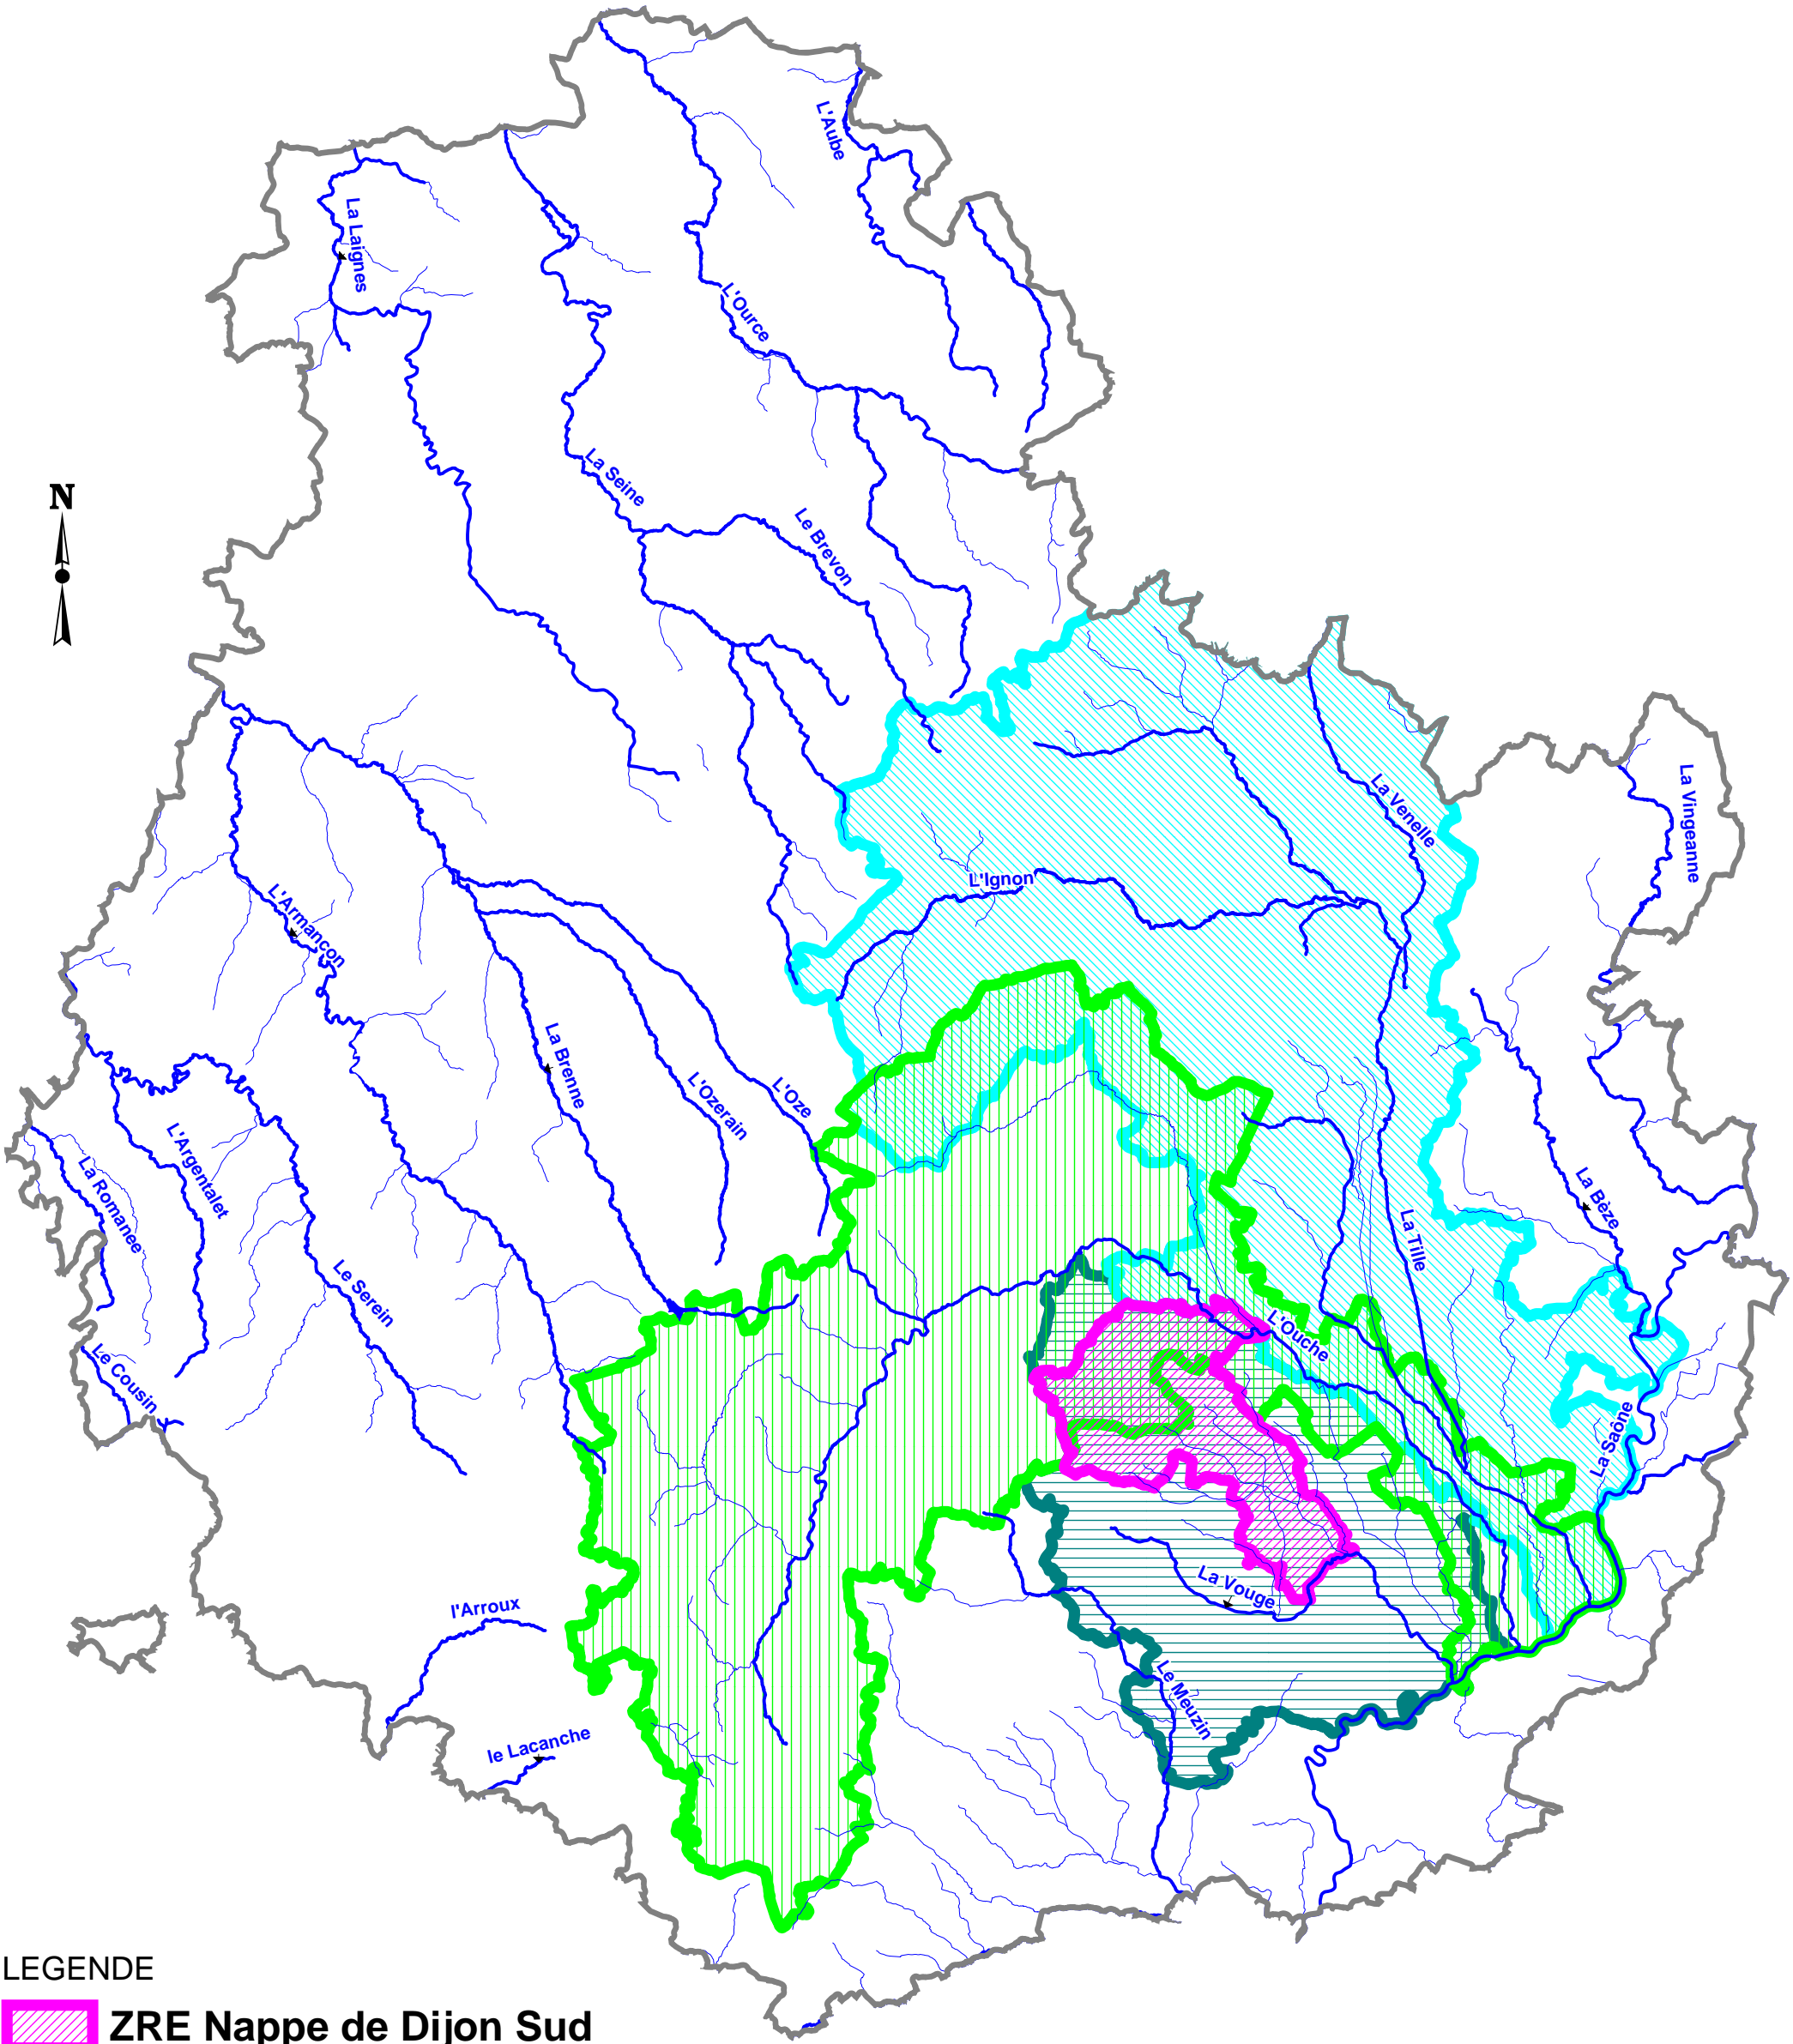 L'Aube
La Laignes
L'Ource
La Seine
N
Le Brevon
La Venelle
La Vingeanne
L'Ignon
L'Armancon
La Brenne
L'Ozerain
L'Oze
L'Argentalet
La Romanee
La Bèze
La Tille
Le Serein
L'Ouche
Le Cousin
La Saône
La Vouge
l'Arroux
Le Meuzin
le Lacanche
LEGENDE
ZRE Nappe de Dijon Sud